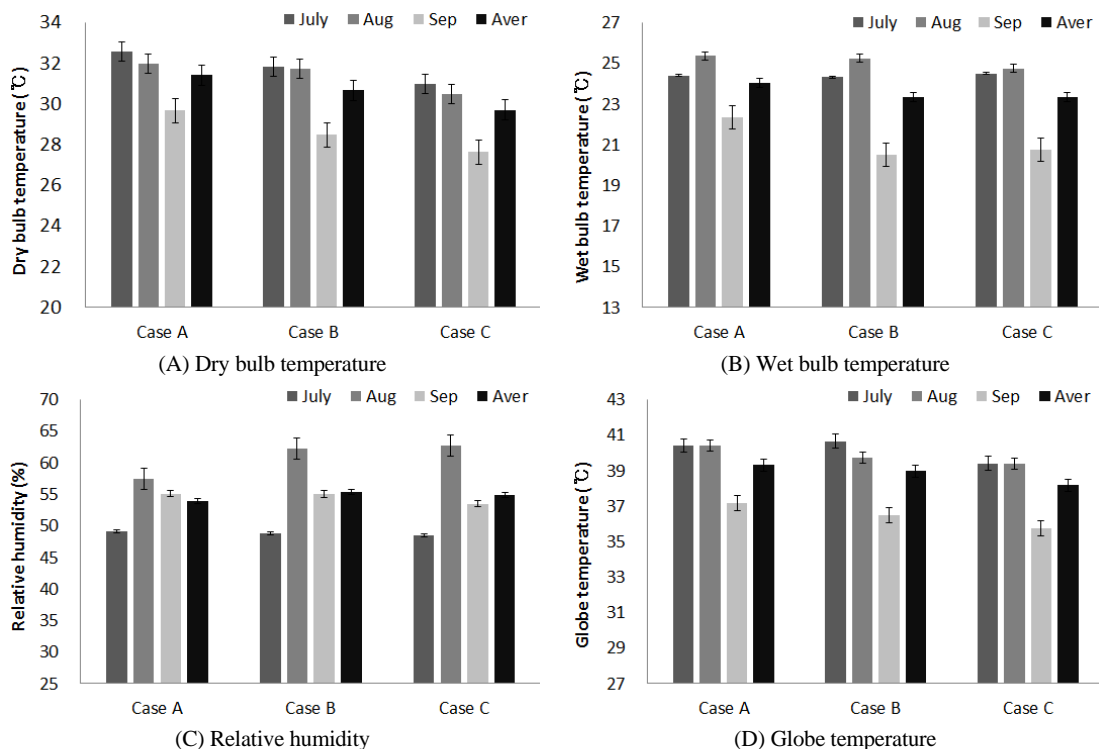 July Aug Sep Aver
Dry bulb temperature (℃)
34
32
30
28
26
24
22
20
Case A Case B Case C
(A) Dry bulb temperature
July Aug Sep Aver
Wet bulb temperature (℃)
27
25
23
21
19
17
15
13
Case A Case B Case C
(B) Wet bulb temperature
July Aug Sep Aver
Relative humidity (%)
70
65
60
55
50
45
40
35
30
25
Case A Case B Case C
(C) Relative humidity
July Aug Sep Aver
Globe temperature (℃)
43
41
39
37
35
33
31
29
27
Case A Case B Case C
(D) Globe temperature